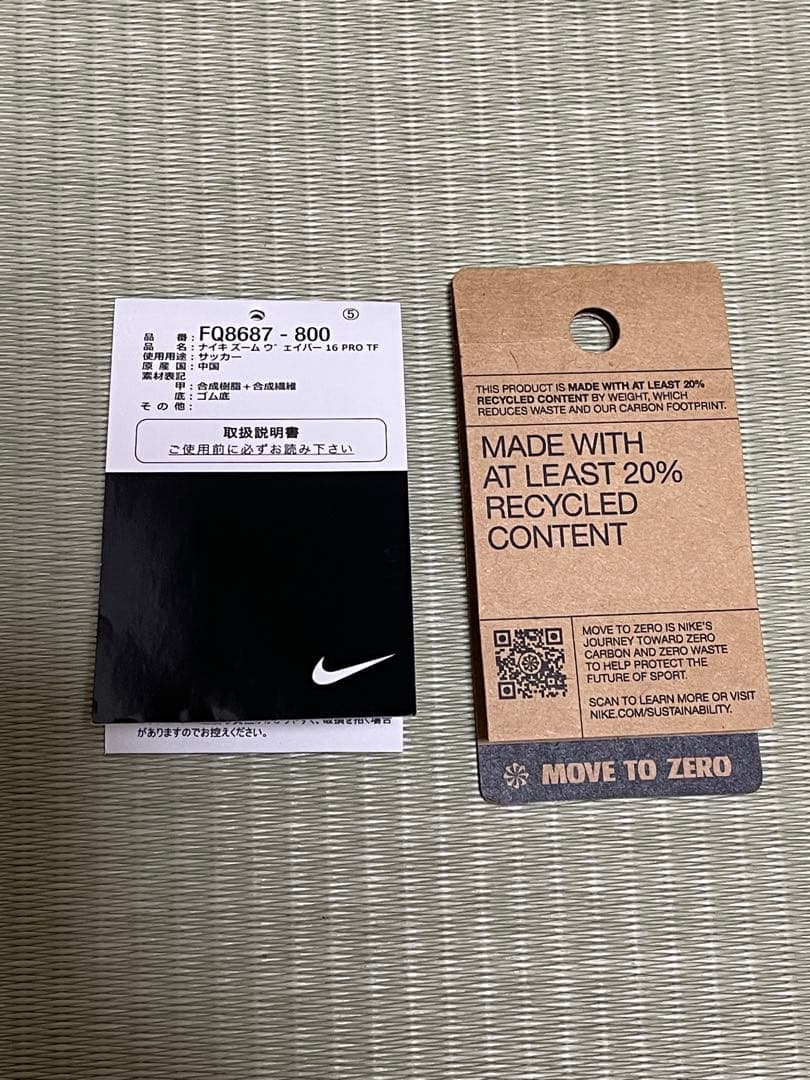 ⑤
品 番：FQ8687 - 800
品 名：ナイキ ズーム ヴェイパー 16 PRO TF
使用用途：サッカー
原産国：中国
素材表記
甲：合成樹脂＋合成繊維
底：ゴム底
その他：
取扱説明書
ご使用前に必ずお読み下さい
がありますのでお控えください。
THIS PRODUCT IS MADE WITH AT LEAST 20%
RECYCLED CONTENT BY WEIGHT, WHICH
REDUCES WASTE AND OUR CARBON FOOTPRINT.
MADE WITH
AT LEAST 20%
RECYCLED
CONTENT
MOVE TO ZERO IS NIKE'S
JOURNEY TOWARD ZERO
CARBON AND ZERO WASTE
TO HELP PROTECT THE
FUTURE OF SPORT.
SCAN TO LEARN MORE OR VISIT
NIKE.COM/SUSTAINABILITY.
MOVE TO ZERO